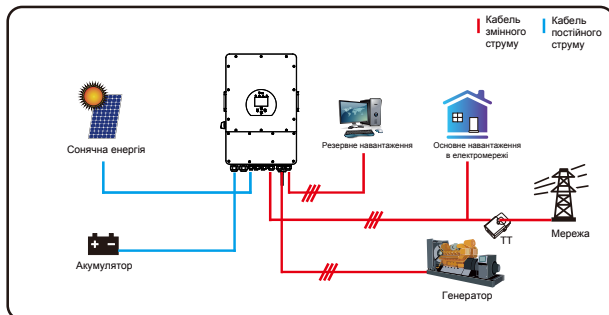 Кабель
змінного
струму
Кабель
постійного
струму
Сонячна енергія
Резервне навантаження
Основне навантаження
в електромережі
Акумулятор
ТТ
Мережа
Генератор